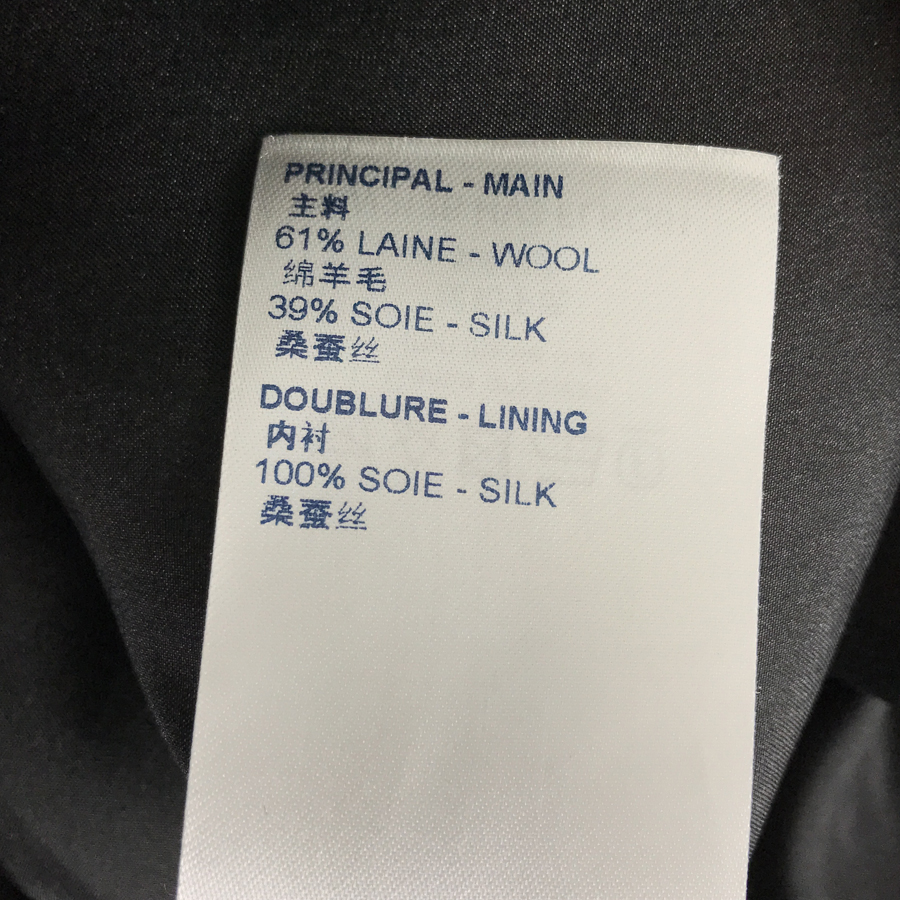 PRINCIPAL - MAIN
主料
61% LAINE - WOOL
绵羊毛
39% SOIE - SILK
桑蚕丝
DOUBLURE - LINING
内衬
100% SOIE - SILK
桑蚕丝